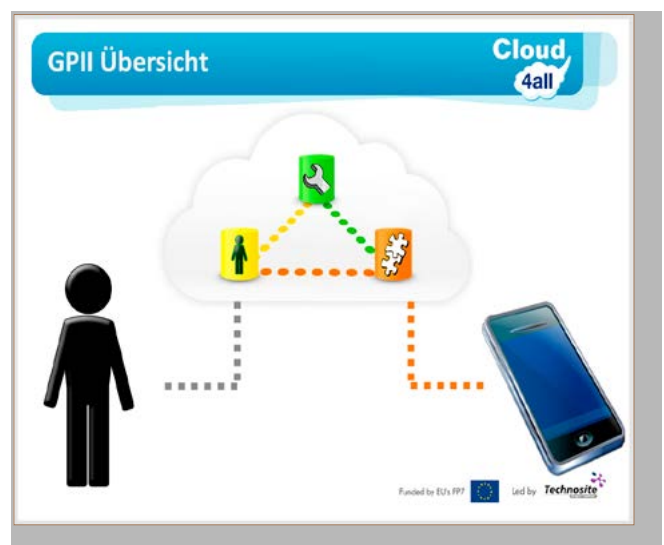 GPII Übersicht
Cloud
4all
Funded by EU's FP7
Led by Technosite